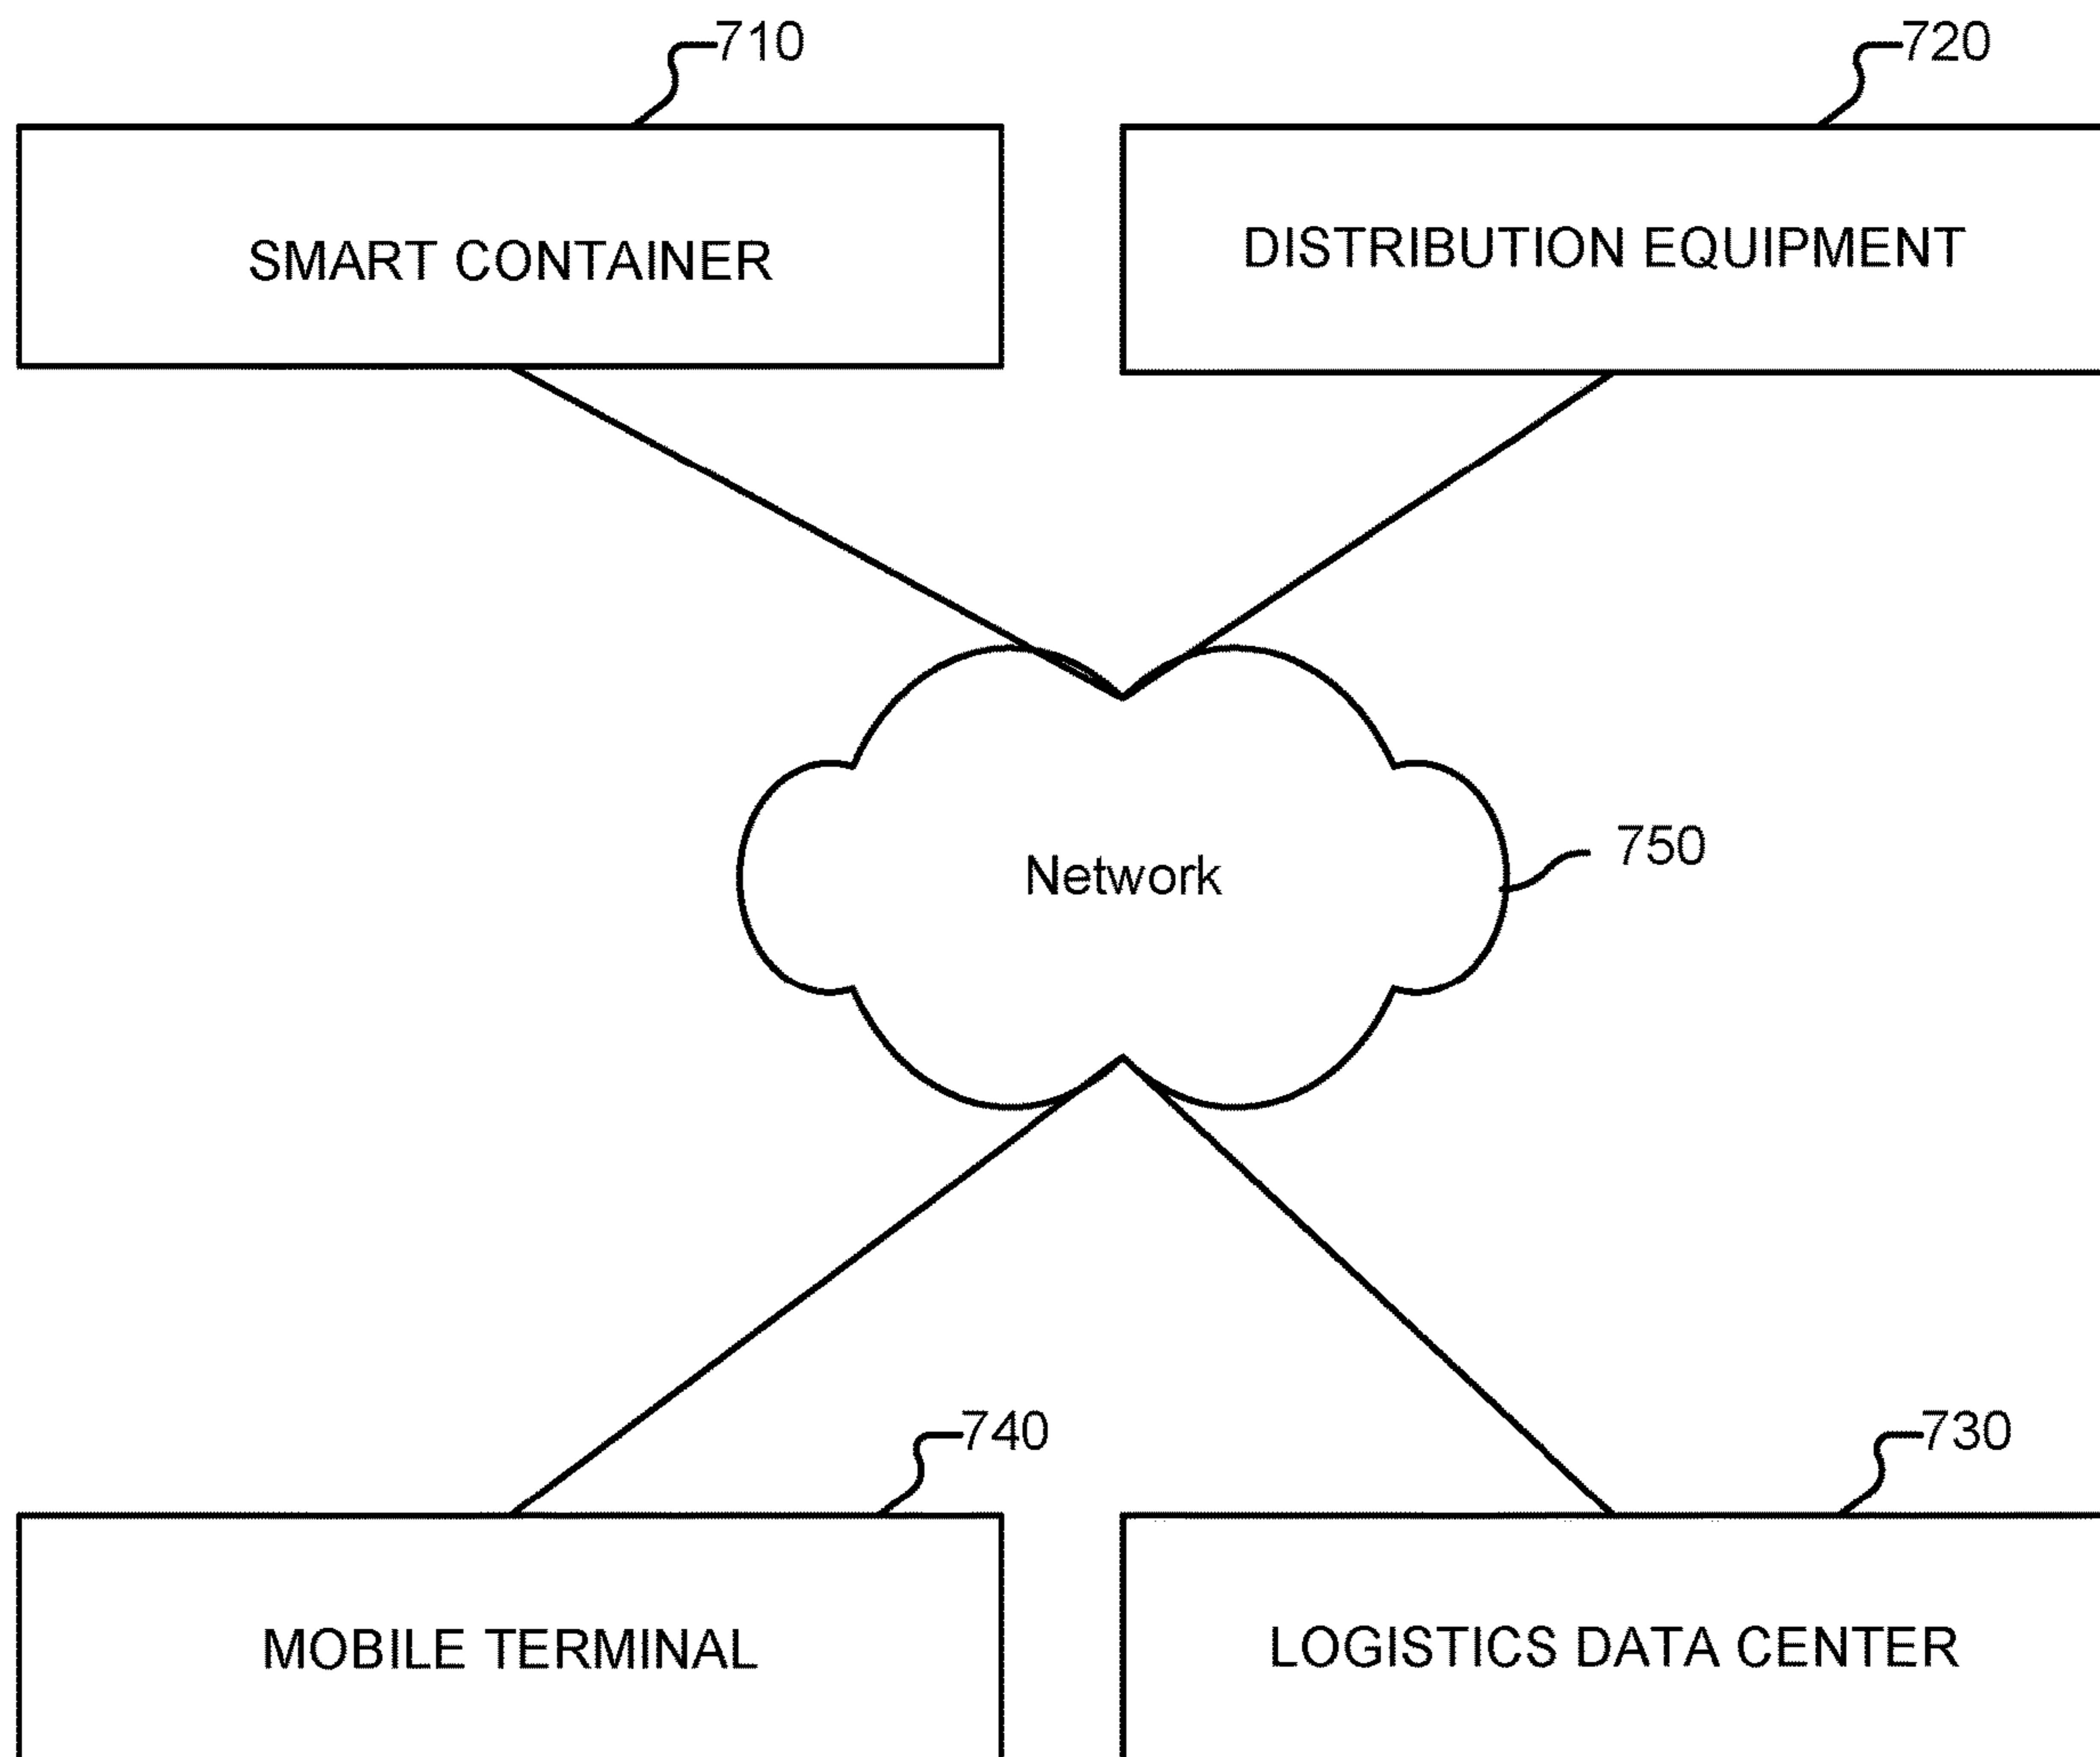 710
720
SMART CONTAINER
DISTRIBUTION EQUIPMENT
Network
750
740
730
MOBILE TERMINAL
LOGISTICS DATA CENTER